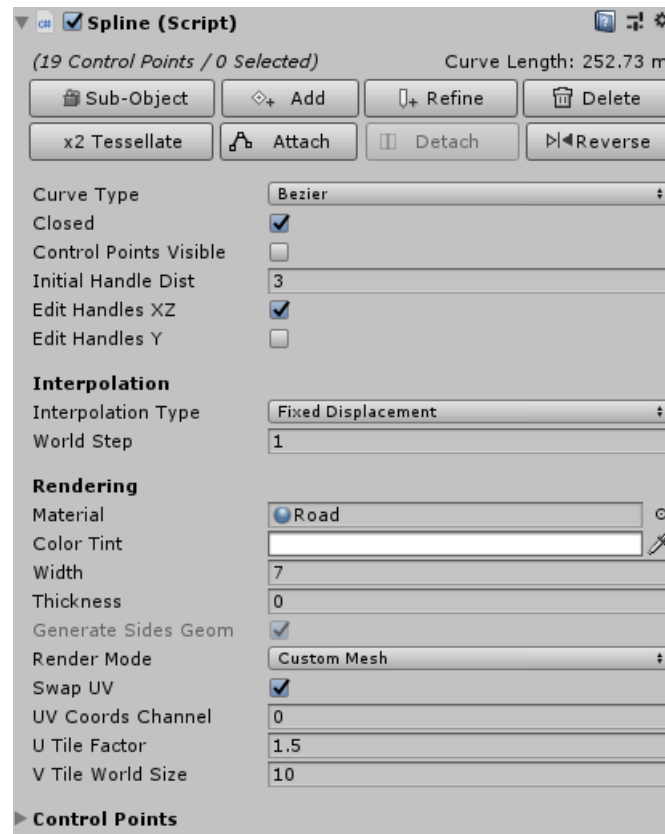 Spline (Script)
(19 Control Points / 0 Selected) Curve Length: 252.73 m
Sub-Object Add Refine Delete
x2 Tessellate Attach Detach Reverse
Curve Type Bezier
Closed
Control Points Visible
Initial Handle Dist 3
Edit Handles XZ
Edit Handles Y
Interpolation
Interpolation Type Fixed Displacement
World Step 1
Rendering
Material Road
Color Tint
Width 7
Thickness 0
Generate Sides Geom
Render Mode Custom Mesh
Swap UV
UV Coords Channel 0
U Tile Factor 1.5
V Tile World Size 10
Control Points